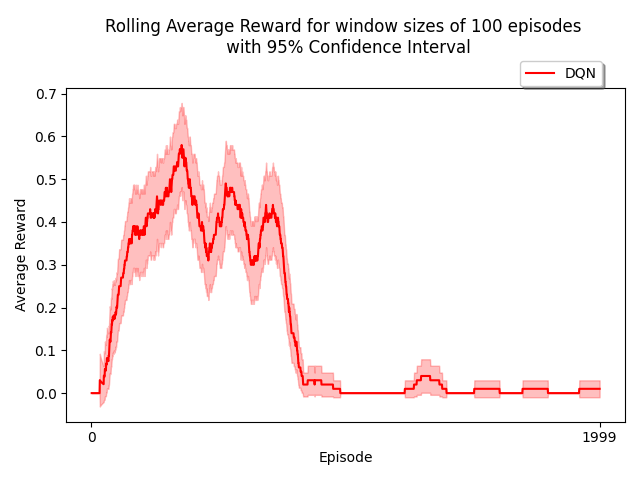 Rolling Average Reward for window sizes of 100 episodes
with 95% Confidence Interval
DQN
0.7
0.6
0.5
0.4
0.3
0.2
0.1
0.0
Average Reward
0
1999
Episode